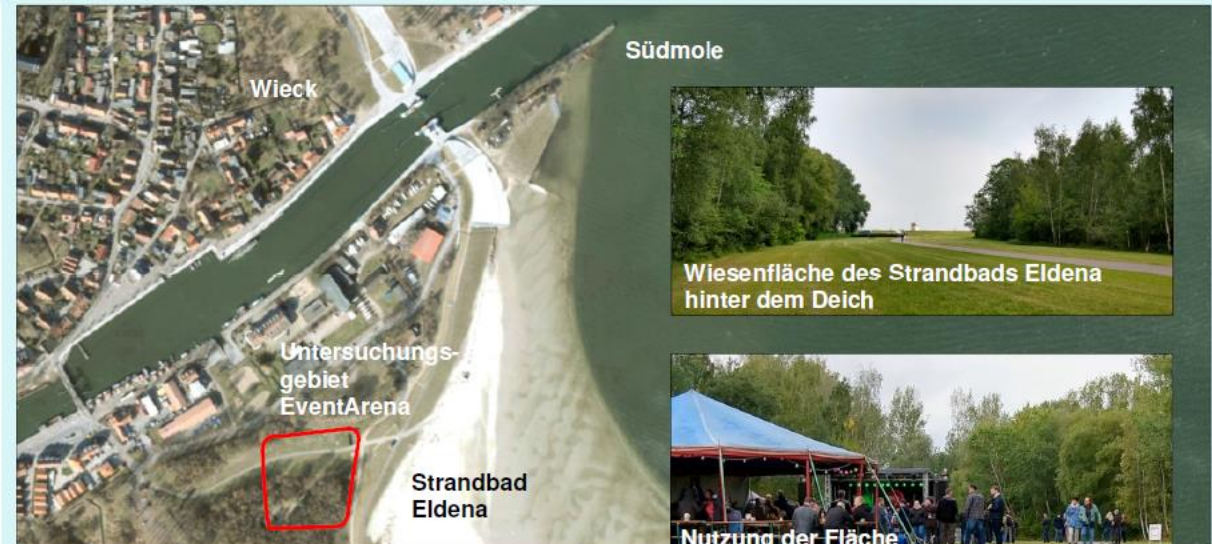 Südmole
Wieck
Wiesenfläche des Strandbads Eldena
hinter dem Deich
Untersuchungs-
gebiet
EventArena
Strandbad
Eldena
Nutzung der Fläche